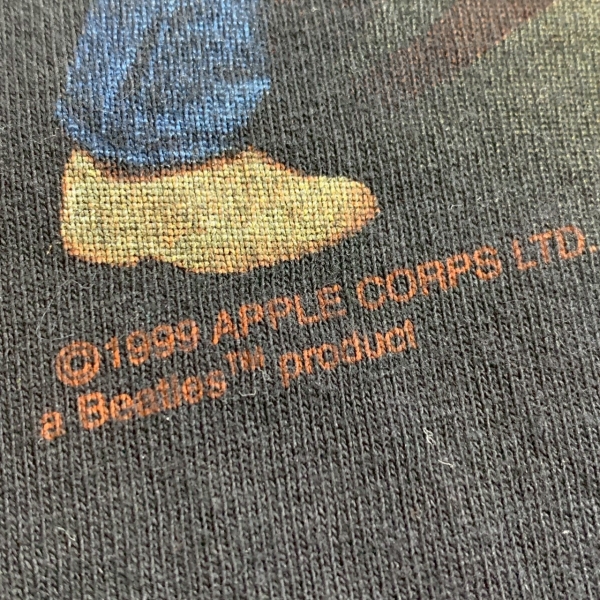 ©1999 APPLE CORPS LTD.
a Beatles™ product